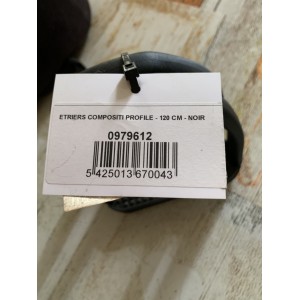 ETRIERS COMPOSITI PROFILE - 120 CM - NOIR
0979612
5 425013 670043